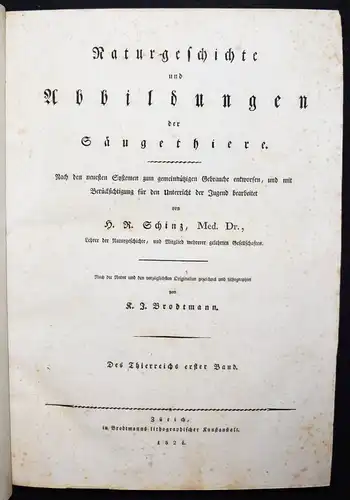 Naturgeschichte
und
Abbildungen
der
Säugethiere.
Nach den neuesten Systemen zum gemeinnützigen Gebrauche entworfen, und mit
Berücksichtigung für den Unterricht der Jugend bearbeitet
von
H. R. Schinz, Med. Dr.,
Lehrer der Naturgeschichte, und Mitglied mehrerer gelehrten Gesellschaften.
Nach der Natur und den vorzüglichsten Originalien gezeichnet und lithographirt
von
K. J. Brodtmann.
Des Thierreichs erster Band.
Zürich,
in Brodtmanns lithographischer Kunstanstalt.